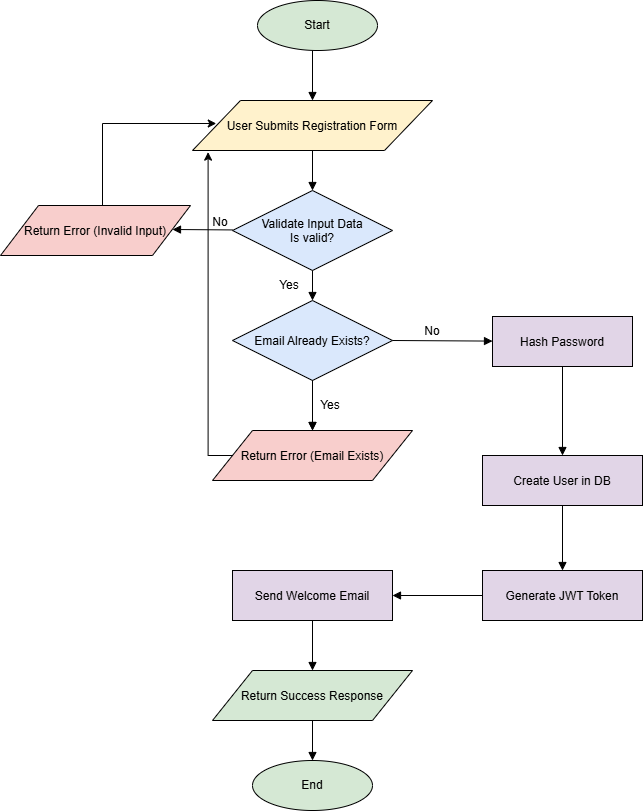 Start
User Submits Registration Form
Validate Input Data
Is valid?
No
Return Error (Invalid Input)
Yes
Email Already Exists?
No
Hash Password
Yes
Return Error (Email Exists)
Create User in DB
Generate JWT Token
Send Welcome Email
Return Success Response
End